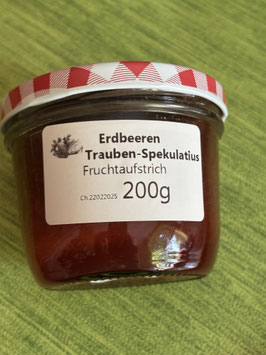 Erdbeeren
Trauben-Spekulatius
Fruchtaufstrich
Ch.22022025 200g